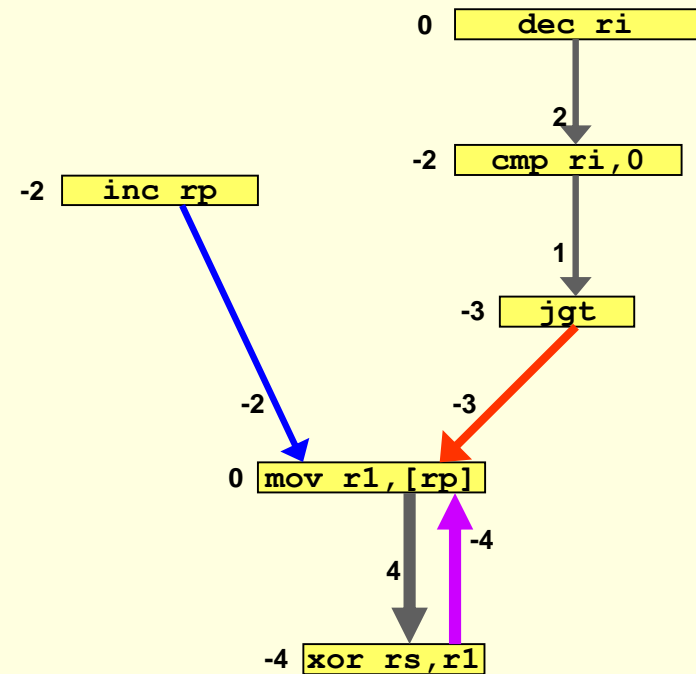 0 dec ri
2
-2 cmp ri,0
-2 inc rp
1
-3 jgt
-2 -3
0 mov r1,[rp]
4 -4
-4 xor rs,r1